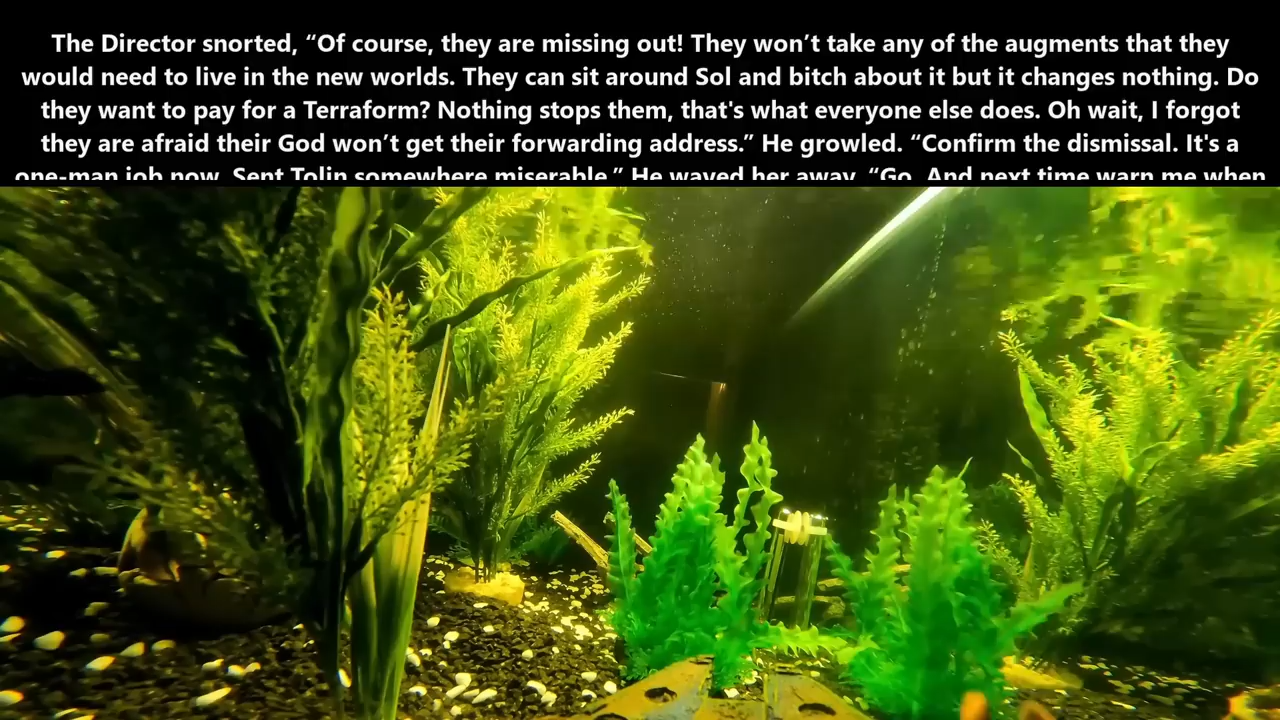 The Director snorted, “Of course, they are missing out! They won’t take any of the augments that they
would need to live in the new worlds. They can sit around Sol and bitch about it but it changes nothing. Do
they want to pay for a Terraform? Nothing stops them, that's what everyone else does. Oh wait, I forgot
they are afraid their God won’t get their forwarding address.” He growled. “Confirm the dismissal. It's a
one-man job now. Sent Tolin somewhere miserable.” He waved her away. “Go. And next time warn me when